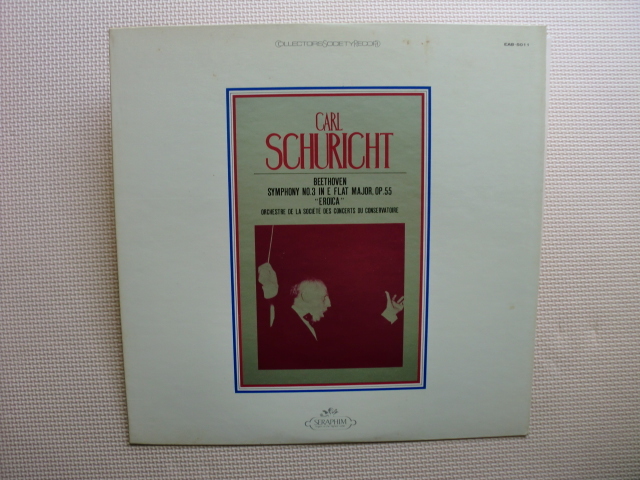 COLLECTORS SOCIETY RECORD
CARL
SCHURICHT
BEETHOVEN
SYMPHONY NO.3 IN E FLAT MAJOR, OP.55
"EROICA"
ORCHESTRE DE LA SOCIÉTÉ DES CONCERTS DU CONSERVATOIRE
SERAPHIM